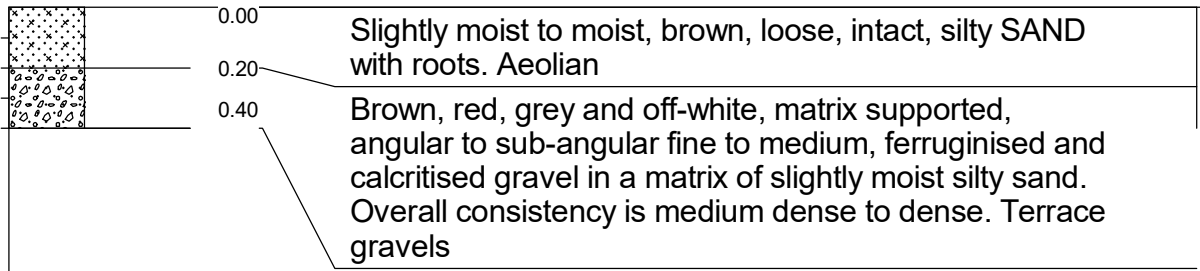 0.00
Slightly moist to moist, brown, loose, intact, silty SAND
with roots. Aeolian
0.20
0.40
Brown, red, grey and off-white, matrix supported,
angular to sub-angular fine to medium, ferruginised and
calcritised gravel in a matrix of slightly moist silty sand.
Overall consistency is medium dense to dense. Terrace
gravels